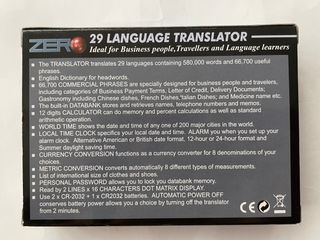 ZERO
29 LANGUAGE TRANSLATOR
Ideal for Business people,Travellers and Language learners
The TRANSLATOR translates 29 languages containing 580,000 words and 66,700 useful
phrases.
English Dictionary for headwords.
66,700 COMMERCIAL PHRASES are specially designed for business people and travelers,
including categories of Business Payment Terms, Letter of Credit, Delivery Documents;
Gastronomy including Chinese dishes, French /Italian Dishes; and Medicine name etc.
The built-in DATABANK stores and retrieves names, telephone numbers and memos.
12 digits CALCULATOR can do memory and percent calculations as well as standard
arithmetic operation.
WORLD TIME shows the date and time of any one of 200 major cities in the world.
LOCAL TIME CLOCK specifies your local date and time. ALARM you when you set up your
alarm clock. Alternative American or British date format, 12-hour or 24-hour format and
Summer daylight saving time.
CURRENCY CONVERSION functions as a currency converter for 8 denominations of your
choices.
METRIC CONVERSION converts automatically 8 different types of measurements.
List of international size of clothes and shoes.
PERSONAL PASSWORD allows you to lock you databank memory.
Read by 2 LINES x 16 CHARACTERS DOT MATRIX DISPLAY.
Use 2 x CR-2032 + 1 x CR2032 batteries. AUTOMATIC POWER OFF
conserves battery power allows you a choice by turning off the translator
from 2 minutes.
CE